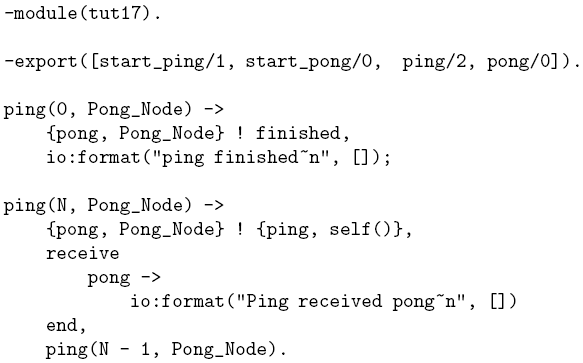 -module(tut17).
-export([start_ping/1, start_pong/0,  ping/2, pong/0]).
ping(0, Pong_Node) ->
    {pong, Pong_Node} ! finished,
    io:format("ping finished~n", []);
ping(N, Pong_Node) ->
    {pong, Pong_Node} ! {ping, self()},
    receive
        pong ->
            io:format("Ping received pong~n", [])
    end,
    ping(N - 1, Pong_Node).